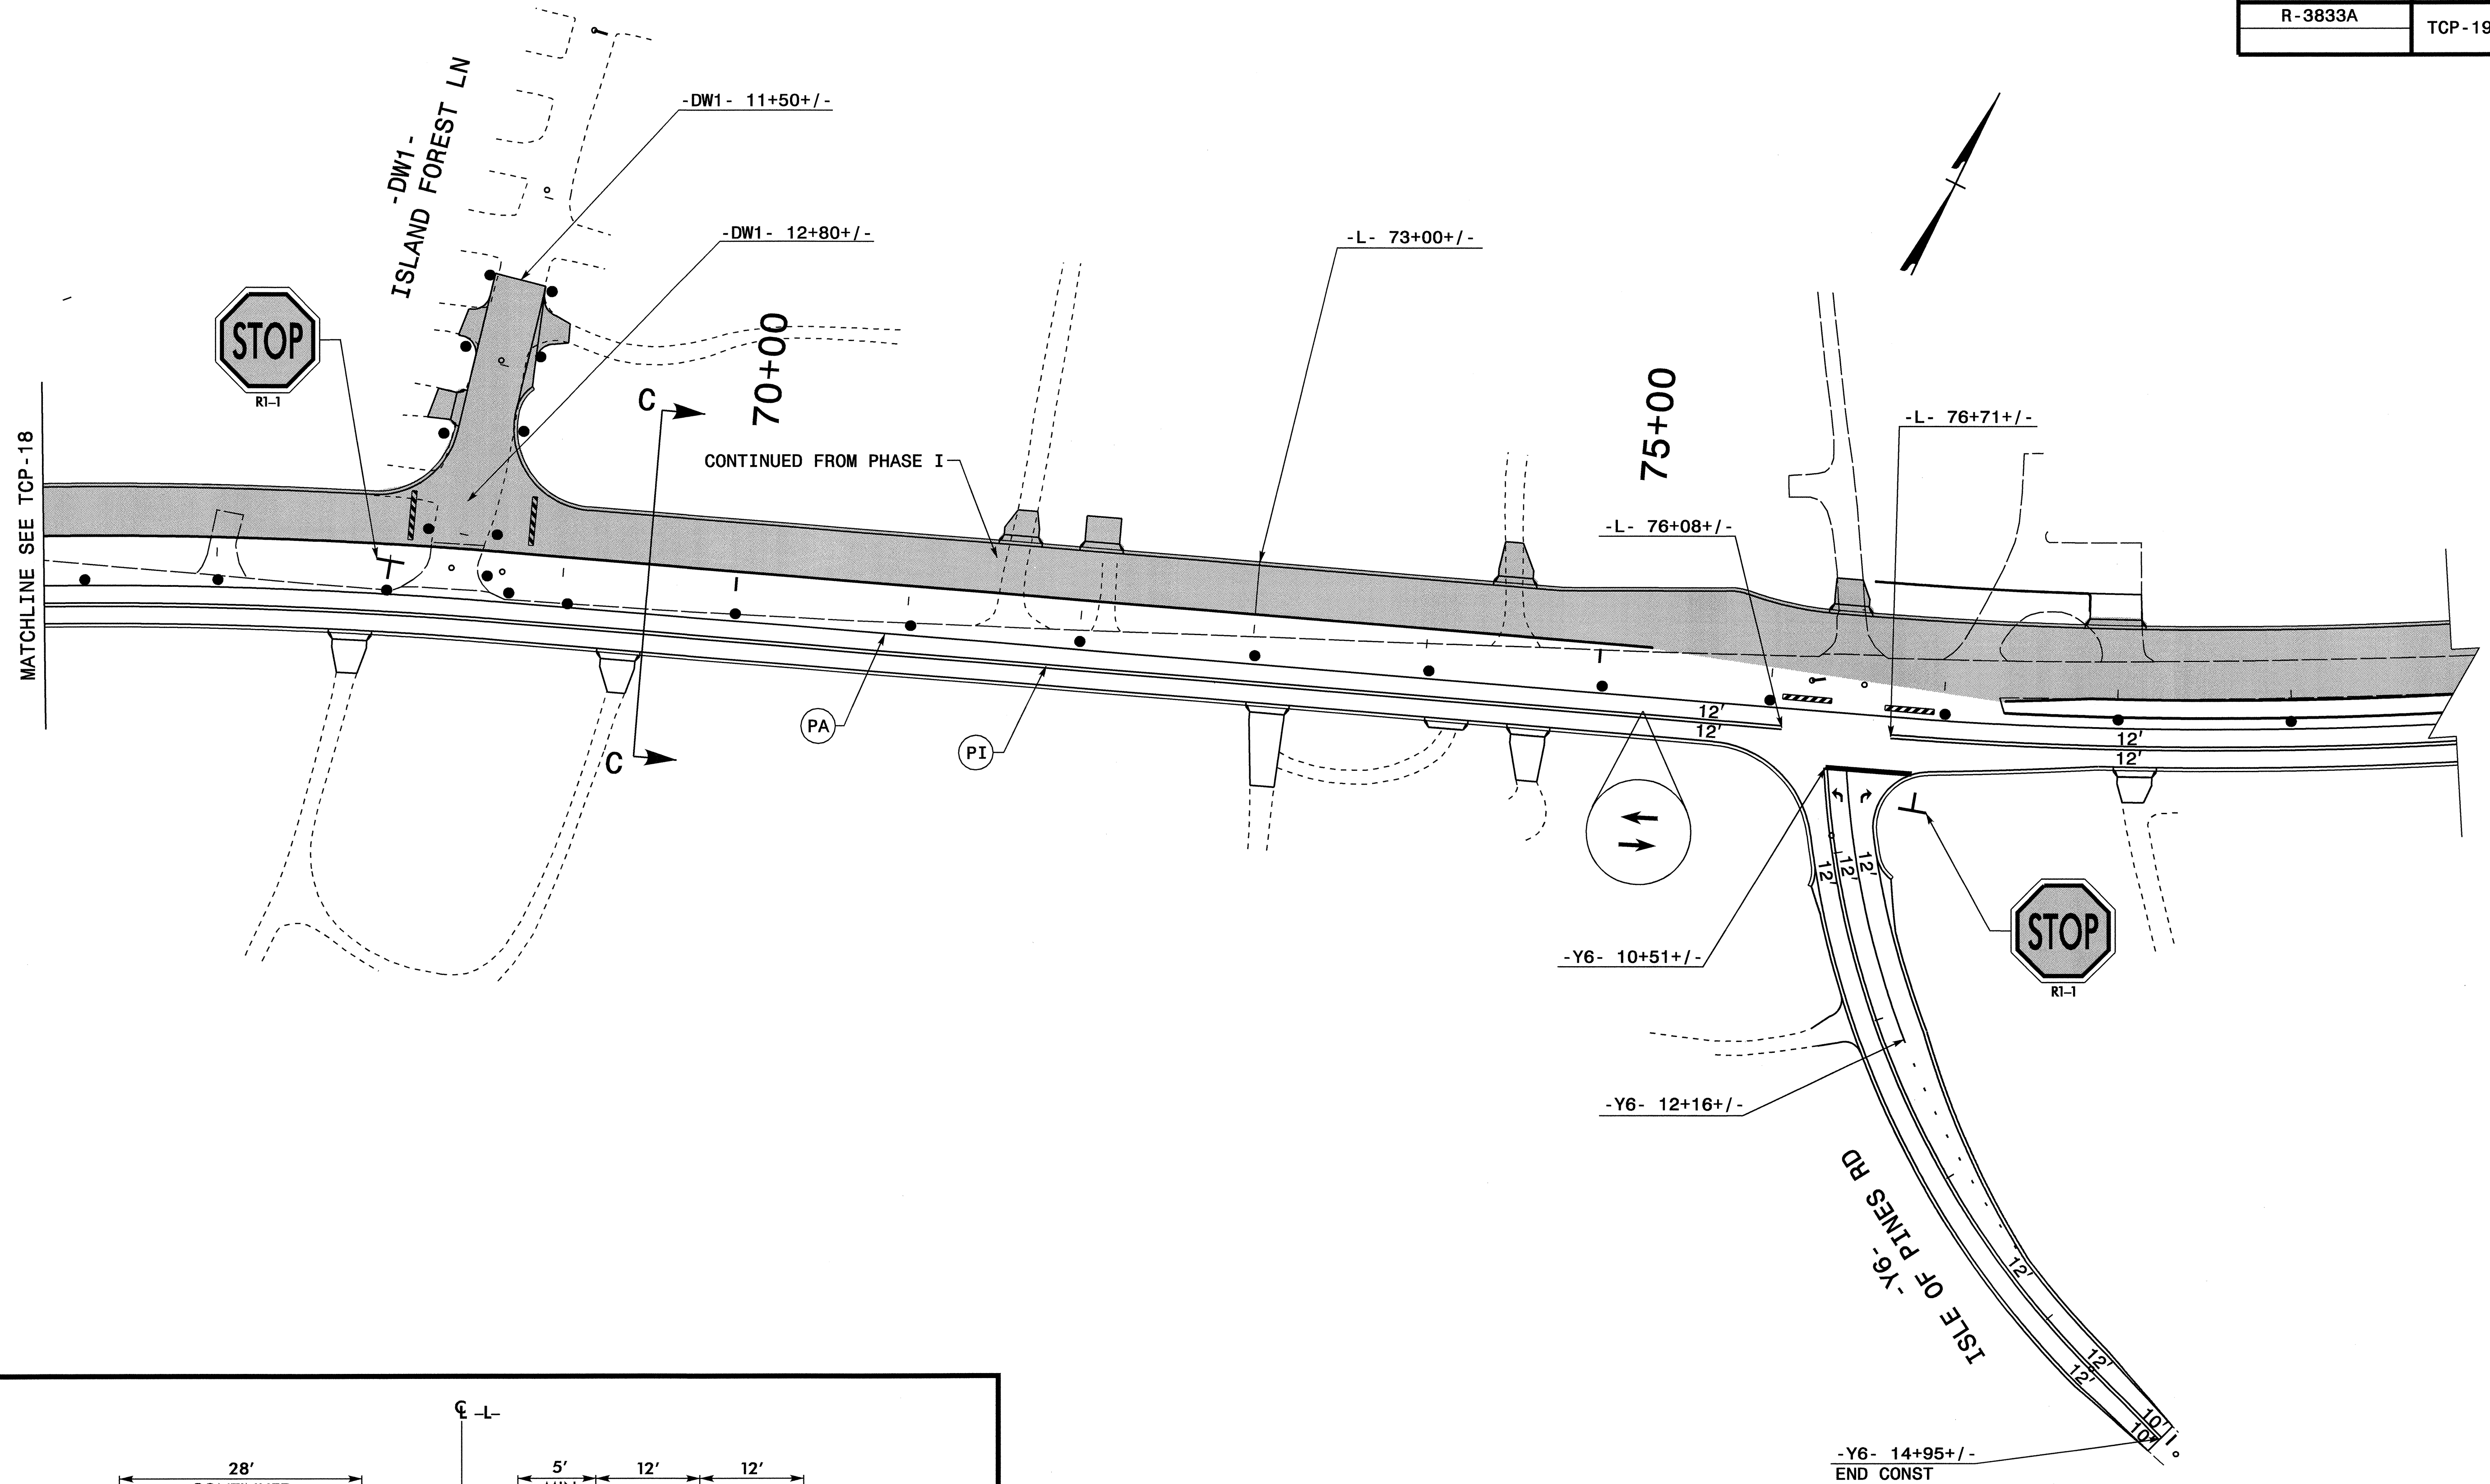 R-3833A
TCP-19
-DW1-
ISLAND FOREST LN
-DW1- 11+50+/-
-DW1- 12+80+/-
-L- 73+00+/-
STOP
R1-1
70+00
75+00
C
CONTINUED FROM PHASE I
-L- 76+71+/-
-L- 76+08+/-
MATCHLINE SEE TCP-18
12'
12'
12'
12'
PA
PI
C
12'
12'
12'
-Y6- 10+51+/-
STOP
R1-1
-Y6- 12+16+/-
ISLE OF PINES RD
-Y6-
12'
12'
12'
10'
10'
-Y6- 14+95+/-
END CONST
℄ -L-
28'
5'
12'
12'